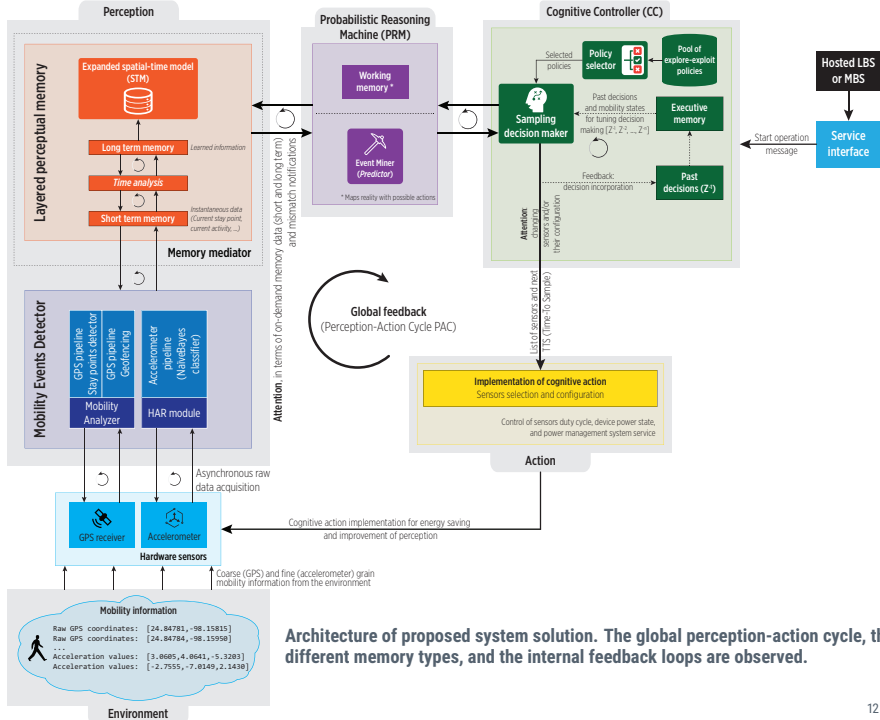 Perception
Layered perceptual memory
Expanded spatial-time model
(STM)
Long term memory
Learned information
Time analysis
Short term memory
Instantaneous data
(Current stay point,
current activity, ...)
Memory mediator
Mobility Events Detector
GPS pipeline
Stay points detector
GPS pipeline
Geofencing
Accelerometer
pipeline
(NaiveBayes
classifier)
Mobility
Analyzer
HAR module
Attention, in terms of on-demand memory data (short and long term)
and mismatch notifications
Probabilistic Reasoning
Machine (PRM)
Working
memory *
Event Miner
(Predictor)
* Maps reality with possible actions
Cognitive Controller (CC)
Selected
policies
Policy
selector
Pool of
explore-exploit
policies
Sampling
decision maker
Past decisions
and mobility states
for tuning decision
Executive
memory
Feedback:
decision incorporation
Past
decisions (Z⁻¹)
Attention:
changing
sensors and/or
their configuration
Hosted LBS
or MBS
Service
interface
Start operation
message
Global feedback
(Perception-Action Cycle PAC)
List of sensors and next
TTS (Time-To Sample)
Implementation of cognitive action
Sensors selection and configuration
Control of sensors duty cycle, device power state,
and power management system service
Action
Asynchronous raw
data acquisition
GPS receiver
Accelerometer
Hardware sensors
Cognitive action implementation for energy saving
and improvement of perception
Coarse (GPS) and fine (accelerometer) grain
mobility information from the environment
Mobility information
Raw GPS coordinates: [24.84781,-98.15815]
Raw GPS coordinates: [24.84784,-98.15950]
...
Acceleration values: [3.0605,4.0641,-5.3203]
Acceleration values: [-2.7555,-7.0149,2.1430]
Environment
Architecture of proposed system solution. The global perception-action cycle, th
different memory types, and the internal feedback loops are observed.
12